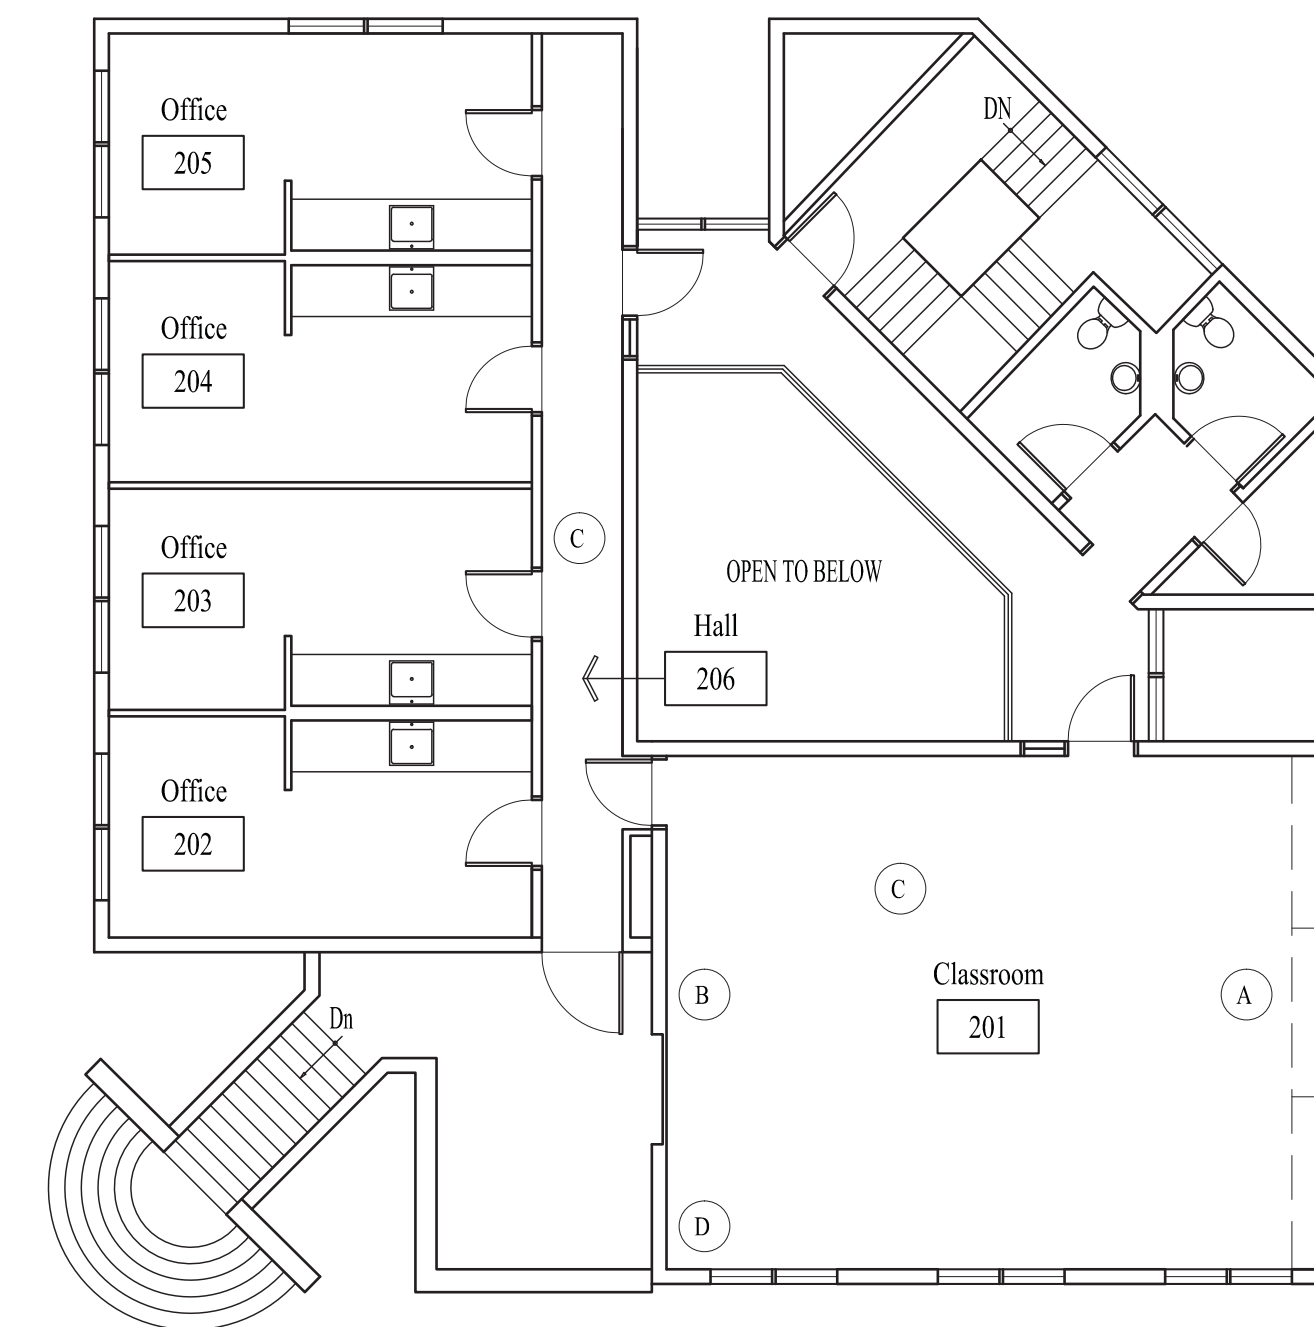 Office
205
DN
Office
204
Office
203
C
OPEN TO BELOW
Hall
206
Office
202
C
Classroom
201
B
A
Dn
D